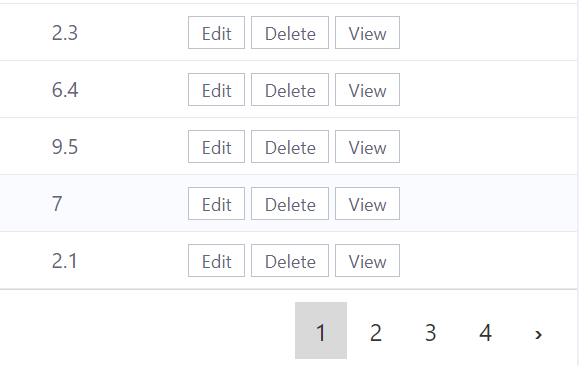 2.3 Edit Delete View
6.4 Edit Delete View
9.5 Edit Delete View
7 Edit Delete View
2.1 Edit Delete View
1 2 3 4 ›